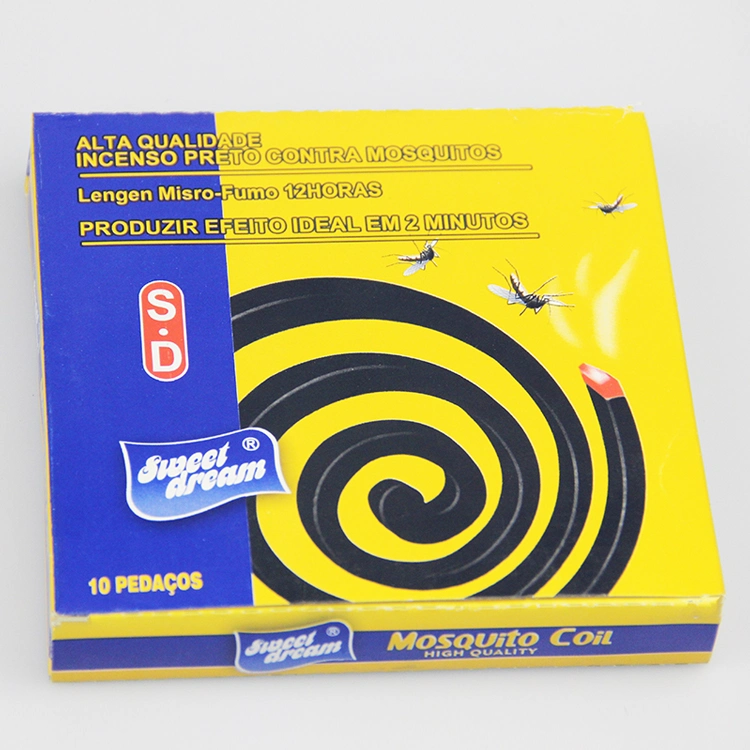 ALTA QUALIDADE
INCENSO PRETO CONTRA MOSQUITOS
Lengen Misro-Fumo 12HORAS
PRODUZIR EFEITO IDEAL EM 2 MINUTOS
S·D
Sweet ®
dream
10 PEDAÇOS
Sweet ®
dream
MOSQUITO COIL
HIGH QUALITY